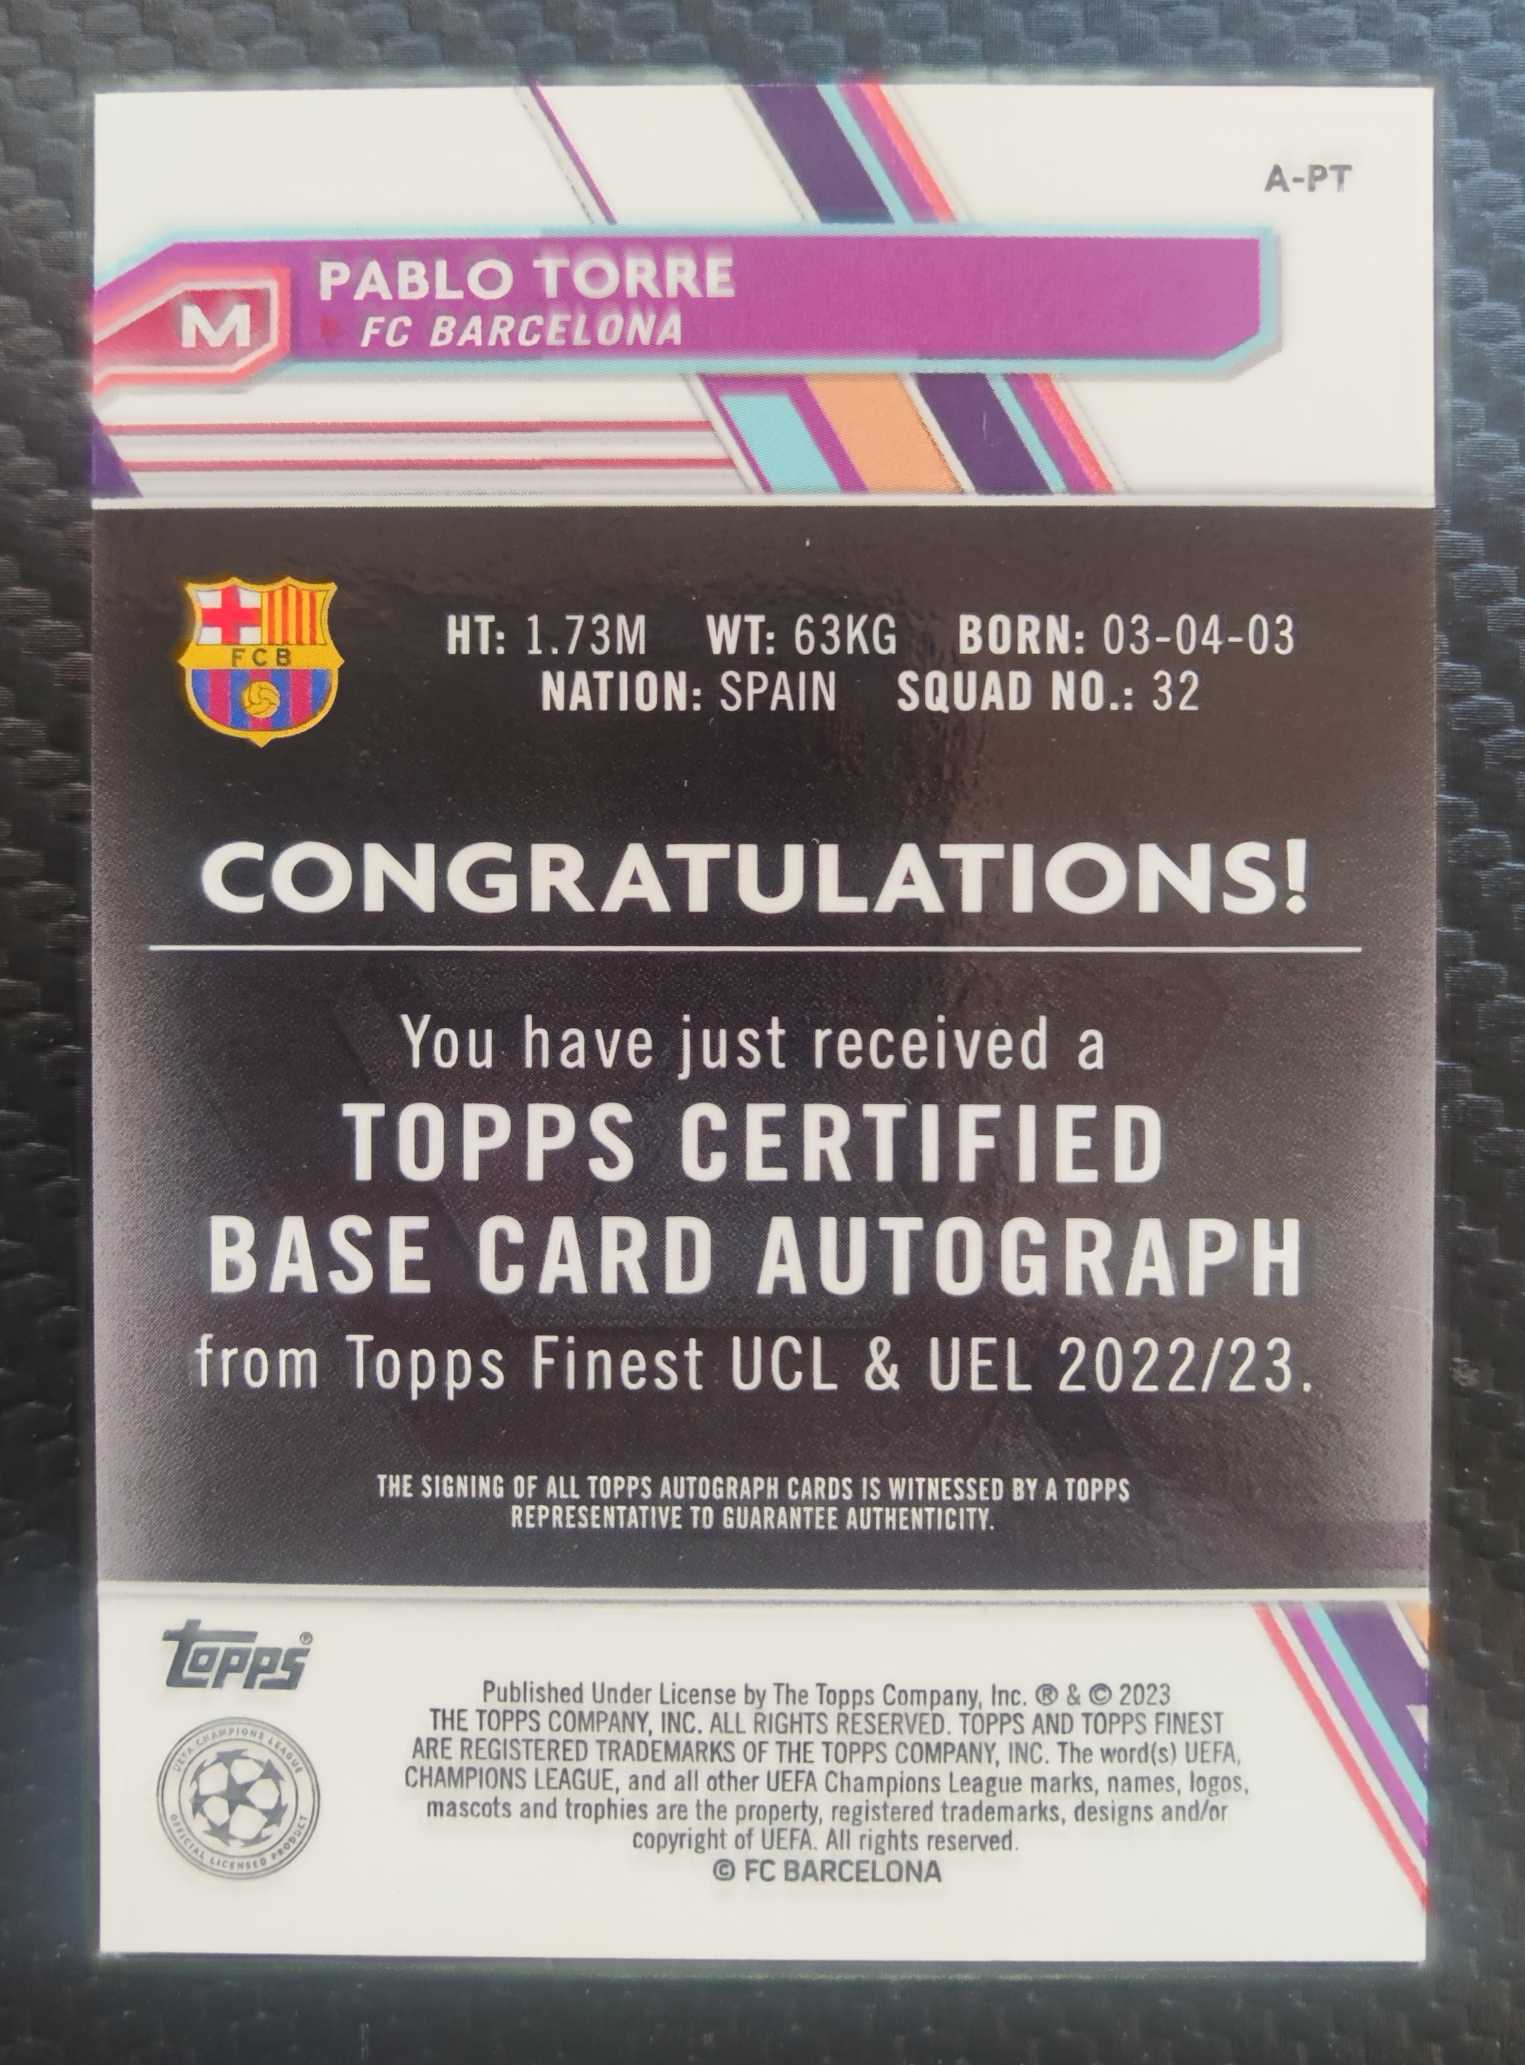 A-PT
PABLO TORRE
M
FC BARCELONA
FCB
HT: 1.73M WT: 63KG BORN: 03-04-03
NATION: SPAIN SQUAD NO.: 32
CONGRATULATIONS!
You have just received a
TOPPS CERTIFIED
BASE CARD AUTOGRAPH
from Topps Finest UCL & UEL 2022/23.
THE SIGNING OF ALL TOPPS AUTOGRAPH CARDS IS WITNESSED BY A TOPPS
REPRESENTATIVE TO GUARANTEE AUTHENTICITY.
topps®
UEFA CHAMPIONS LEAGUE
OFFICIAL LICENSED PRODUCT
Published Under License by The Topps Company, Inc. ® & © 2023
THE TOPPS COMPANY, INC. ALL RIGHTS RESERVED. TOPPS AND TOPPS FINEST
ARE REGISTERED TRADEMARKS OF THE TOPPS COMPANY, INC. The word(s) UEFA,
CHAMPIONS LEAGUE, and all other UEFA Champions League marks, names, logos,
mascots and trophies are the property, registered trademarks, designs and/or
copyright of UEFA. All rights reserved.
© FC BARCELONA